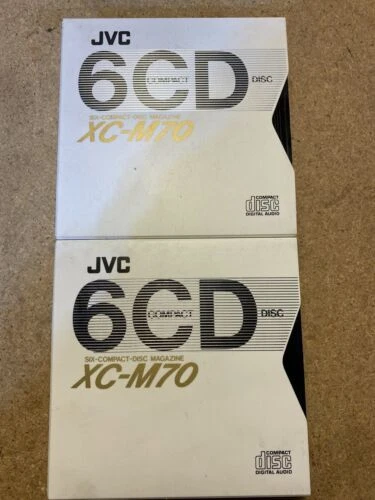 JVC
6CD
COMPACT DISC
SIX-COMPACT-DISC MAGAZINE
XC-M70
COMPACT
disc
DIGITAL AUDIO
JVC
6CD
COMPACT DISC
SIX-COMPACT-DISC MAGAZINE
XC-M70
COMPACT
disc
DIGITAL AUDIO